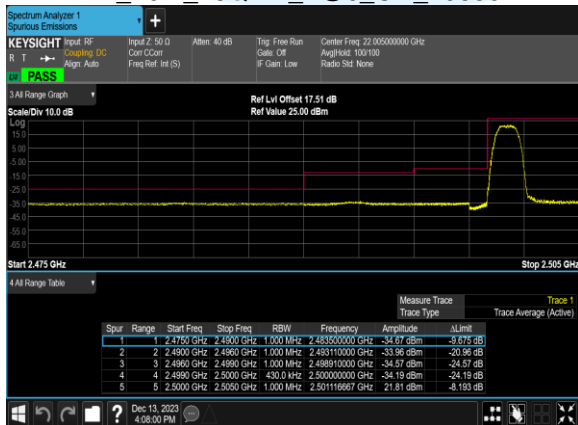 Spectrum Analyzer 1
Spurious Emissions
+
KEYSIGHT Input: RF
R T Coupling: DC
Align: Auto
LXI PASS
Input Z: 50 Ω
Corr CCorr
Freq Ref: Int (S)
Atten: 40 dB
Trig: Free Run
Gate: Off
IF Gain: Low
Center Freq: 22.005000000 GHz
Avg|Hold: 100/100
Radio Std: None
3 All Range Graph
Ref Lvl Offset 17.51 dB
Scale/Div 10.0 dB
Ref Value 25.00 dBm
Log
15.0
5.00
-5.00
-15.0
-25.0
-35.0
-45.0
-55.0
-65.0
Start 2.475 GHz
Stop 2.505 GHz
4 All Range Table
Measure Trace Trace 1
Trace Type Trace Average (Active)
Spur Range Start Freq Stop Freq RBW Frequency Amplitude ΔLimit
1 1 2.4750 GHz 2.4900 GHz 1.000 MHz 2.483500000 GHz -34.67 dBm -9.675 dB
2 2 2.4900 GHz 2.4960 GHz 1.000 MHz 2.493110000 GHz -33.96 dBm -20.96 dB
3 3 2.4960 GHz 2.4990 GHz 1.000 MHz 2.498910000 GHz -34.57 dBm -24.57 dB
4 4 2.4990 GHz 2.5000 GHz 430.0 kHz 2.500000000 GHz -34.19 dBm -24.19 dB
5 5 2.5000 GHz 2.5050 GHz 1.000 MHz 2.501116667 GHz 21.81 dBm -8.193 dB
?
Dec 13, 2023
4:08:00 PM